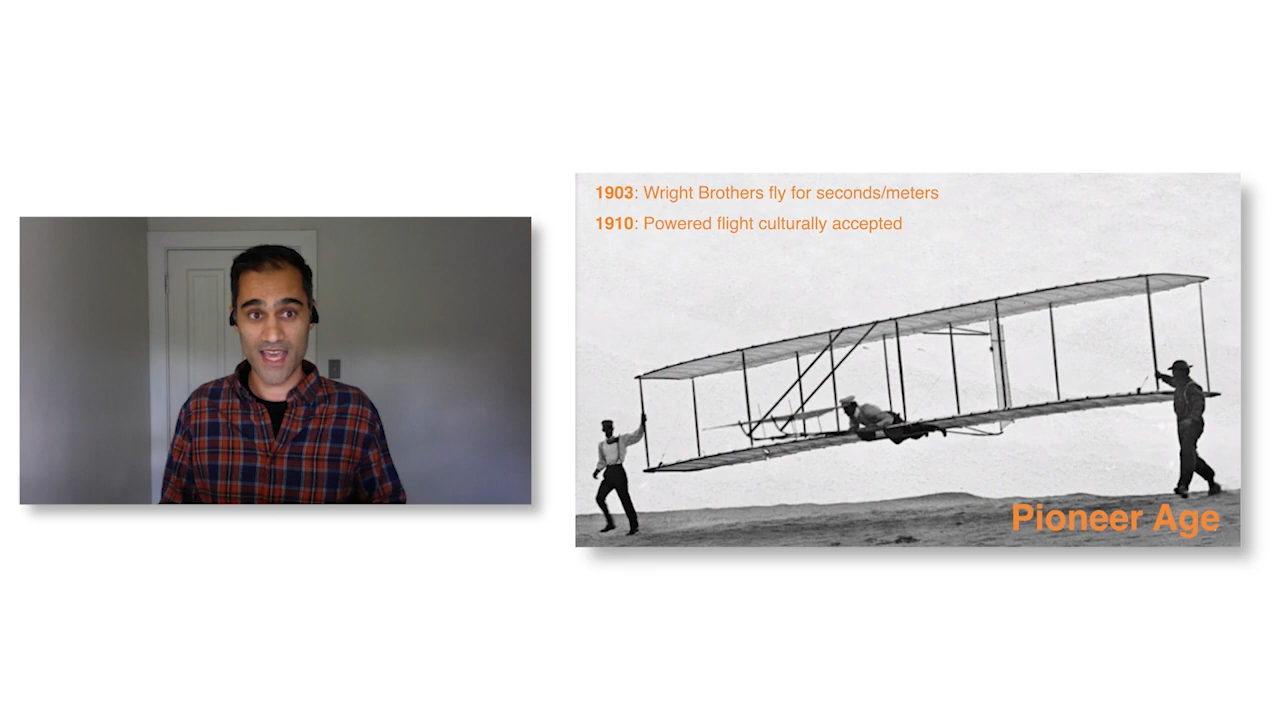 1903: Wright Brothers fly for seconds/meters
1910: Powered flight culturally accepted
Pioneer Age